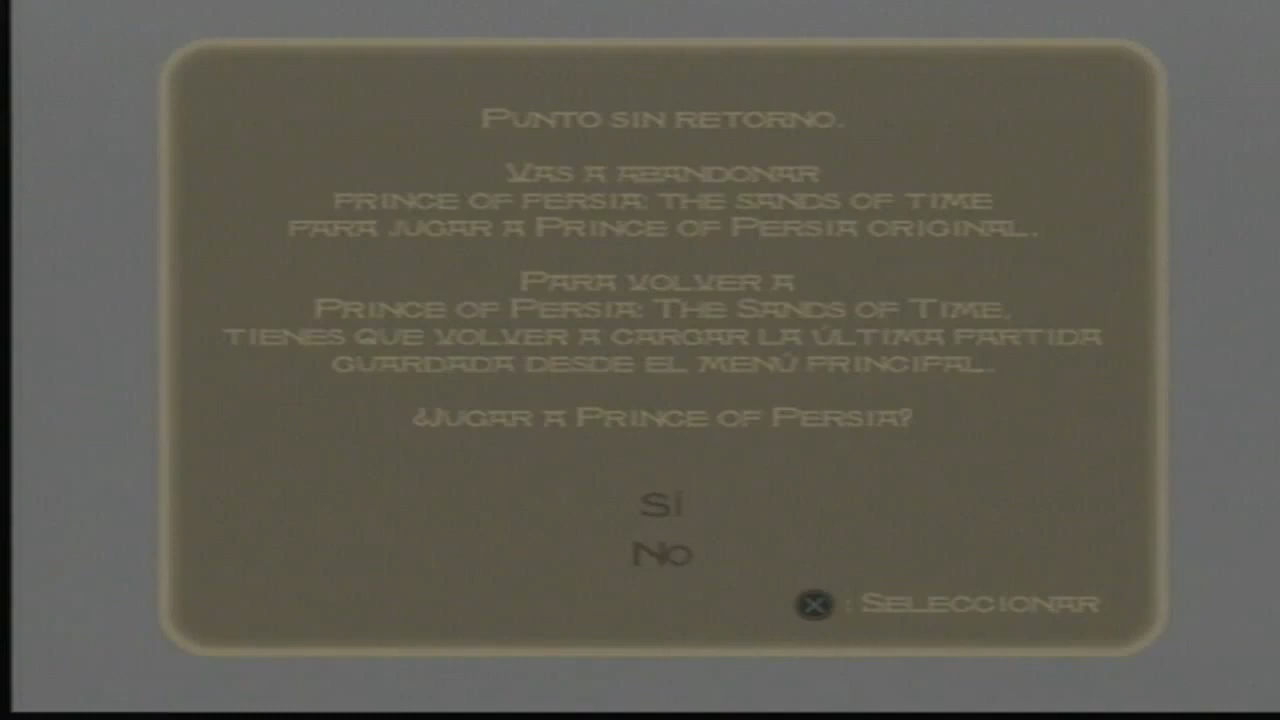 Punto sin retorno.
Vas a abandonar
Prince of Persia: The Sands of Time
para jugar a Prince of Persia original.
Para volver a
Prince of Persia: The Sands of Time,
tienes que volver a cargar la última partida
guardada desde el menú principal.
¿Jugar a Prince of Persia?
Sí
No
: Seleccionar